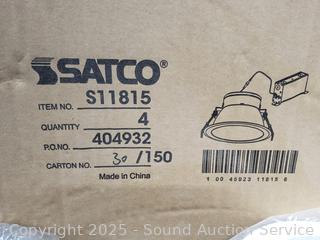 SATCO®
ITEM NO. S11815
QUANTITY 4
P.O.NO. 404932
CARTON NO. 30 /150
Made in China
1 00 45923 11815 6
Copyright © 2025 - Sound Auction Service